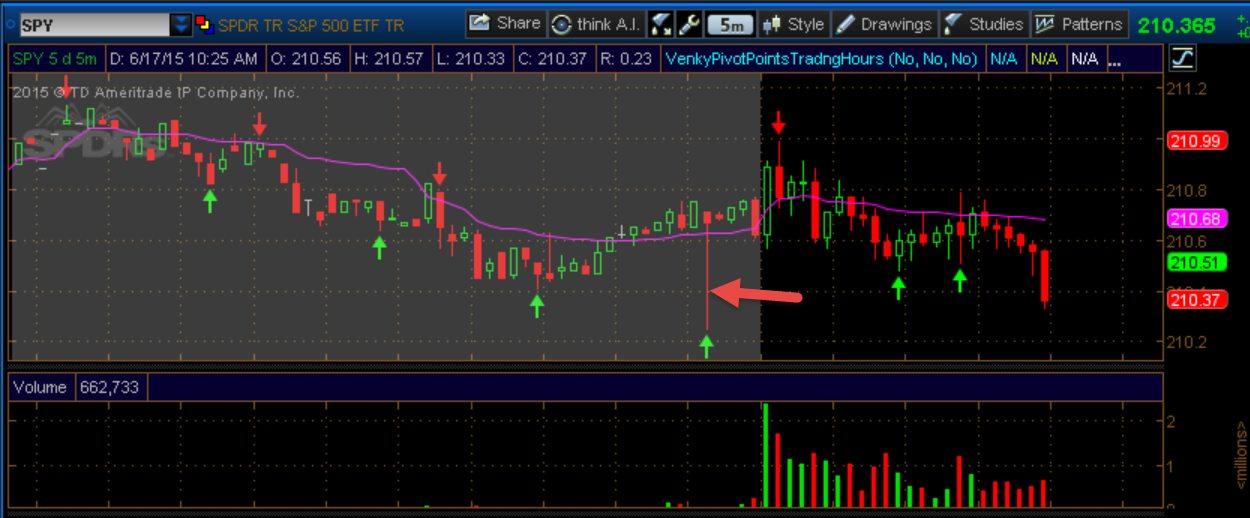 SPY SPDR TR S&P 500 ETF TR Share think A.I. 5m Style Drawings Studies Patterns 210.365
SPY 5 d 5m D: 6/17/15 10:25 AM O: 210.56 H: 210.57 L: 210.33 C: 210.37 R: 0.23 VenkyPivotPointsTradngHours (No, No, No) N/A N/A N/A ...
2015 © TD Ameritrade IP Company, Inc.
SPDRs
211.2
210.99
210.8
210.68
210.6
210.51
210.37
210.2
Volume 662,733
2
1
0
<millions>